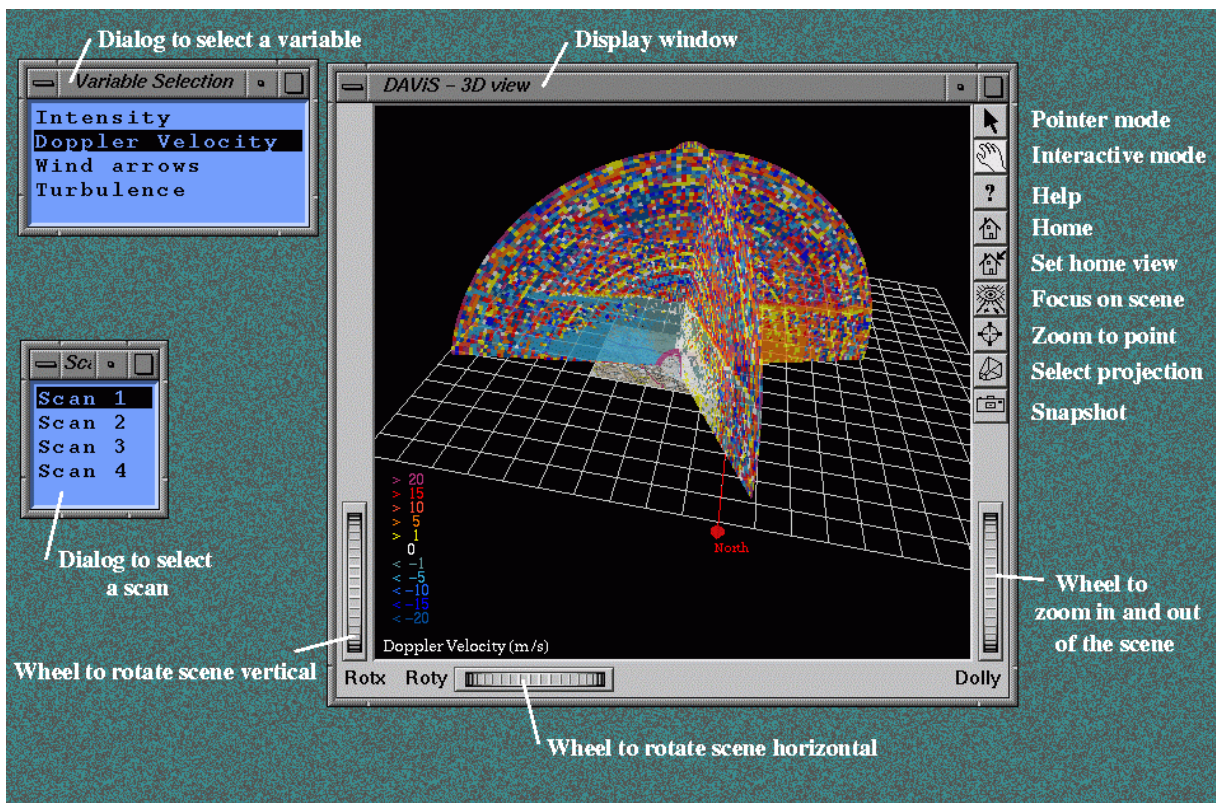 Dialog to select a variable
Display window
Variable Selection
DAViS - 3D view
Intensity
Doppler Velocity
Wind arrows
Turbulence
Pointer mode
Interactive mode
?
Help
Home
Set home view
Focus on scene
Zoom to point
Select projection
Snapshot
Sca
Scan 1
Scan 2
Scan 3
Scan 4
Dialog to select
a scan
> 20
> 15
> 10
> 5
> 1
0
< -1
< -5
< -10
< -15
< -20
North
Doppler Velocity (m/s)
Wheel to
zoom in and out
of the scene
Wheel to rotate scene vertical
Rotx Roty
Dolly
Wheel to rotate scene horizontal